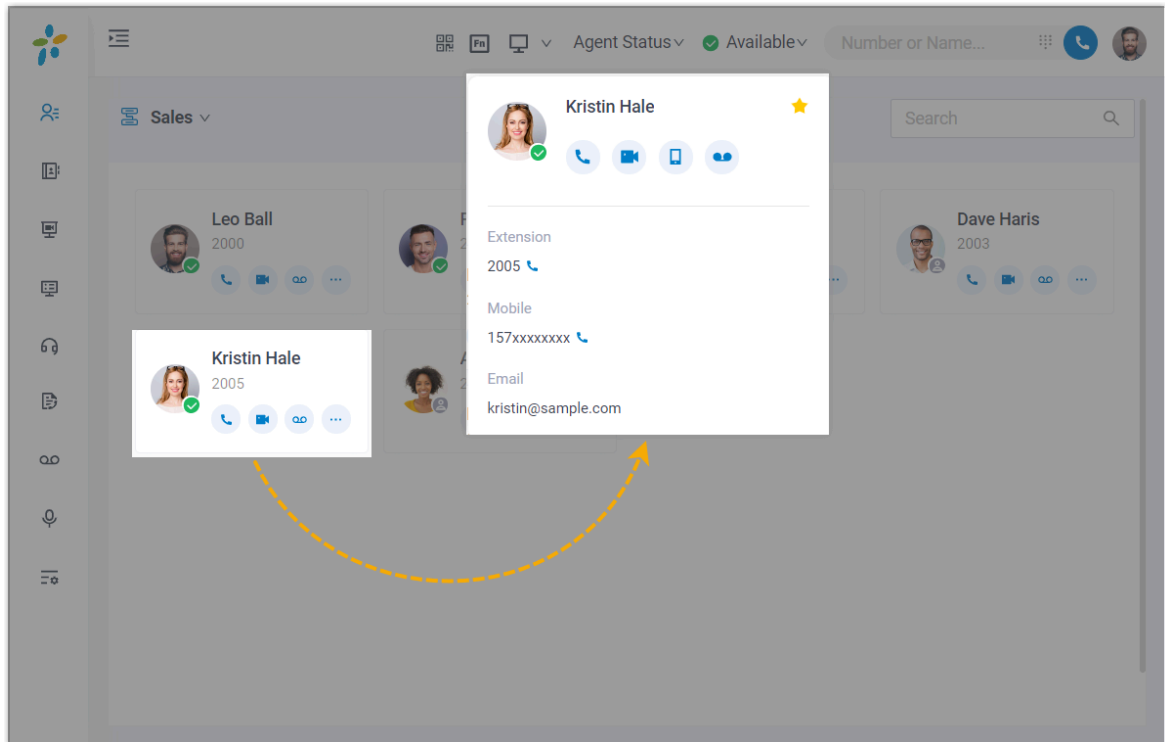 Fn
Agent Status
Available
Number or Name...
Sales
Search
Kristin Hale
Extension
2005
Mobile
157xxxxxxxx
Email
kristin@sample.com
Leo Ball
2000
Dave Haris
2003
Kristin Hale
2005